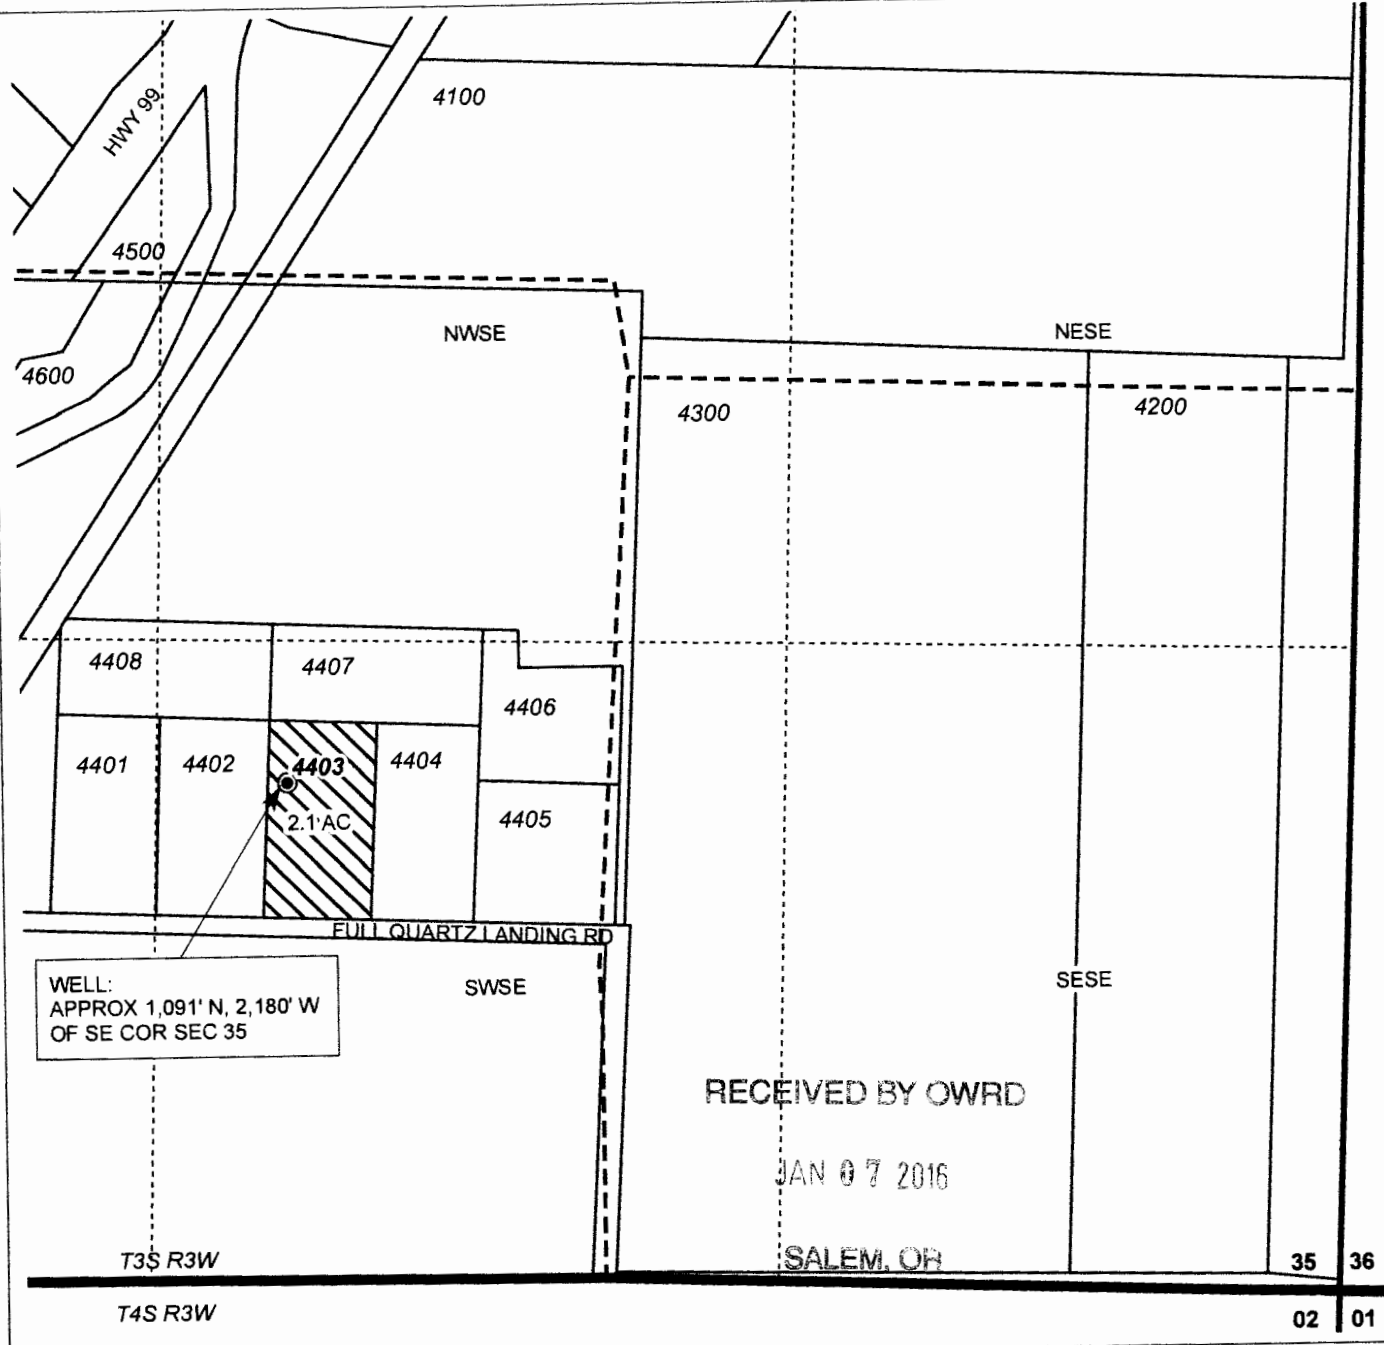 HWY 99
4100
4500
NWSE
NESE
4600
4300
4200
4408
4407
4406
4401
4402
4403
4404
2.1 AC
4405
FULL QUARTZ LANDING RD
WELL:
APPROX 1,091' N, 2,180' W
OF SE COR SEC 35
SWSE
SESE
RECEIVED BY OWRD
JAN 07 2016
SALEM, OR
T3S R3W
35 36
T4S R3W
02 01